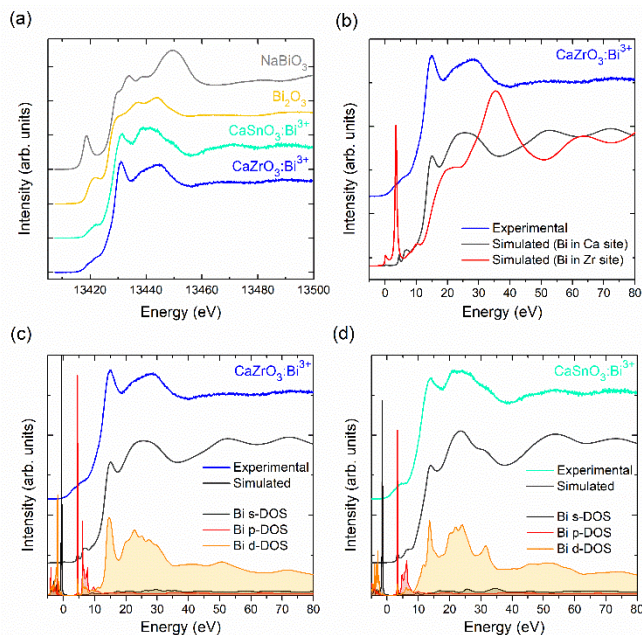 (a)
NaBiO₃
Bi₂O₃
CaSnO₃:Bi³⁺
CaZrO₃:Bi³⁺
Intensity (arb. units)
13420 13440 13460 13480 13500
Energy (eV)
(b)
CaZrO₃:Bi³⁺
Experimental
Simulated (Bi in Ca site)
Simulated (Bi in Zr site)
Intensity (arb. units)
0 10 20 30 40 50 60 70 80
Energy (eV)
(c)
CaZrO₃:Bi³⁺
Experimental
Simulated
Bi s-DOS
Bi p-DOS
Bi d-DOS
Intensity (arb. units)
0 10 20 30 40 50 60 70 80
Energy (eV)
(d)
CaSnO₃:Bi³⁺
Experimental
Simulated
Bi s-DOS
Bi p-DOS
Bi d-DOS
Intensity (arb. units)
0 10 20 30 40 50 60 70 80
Energy (eV)